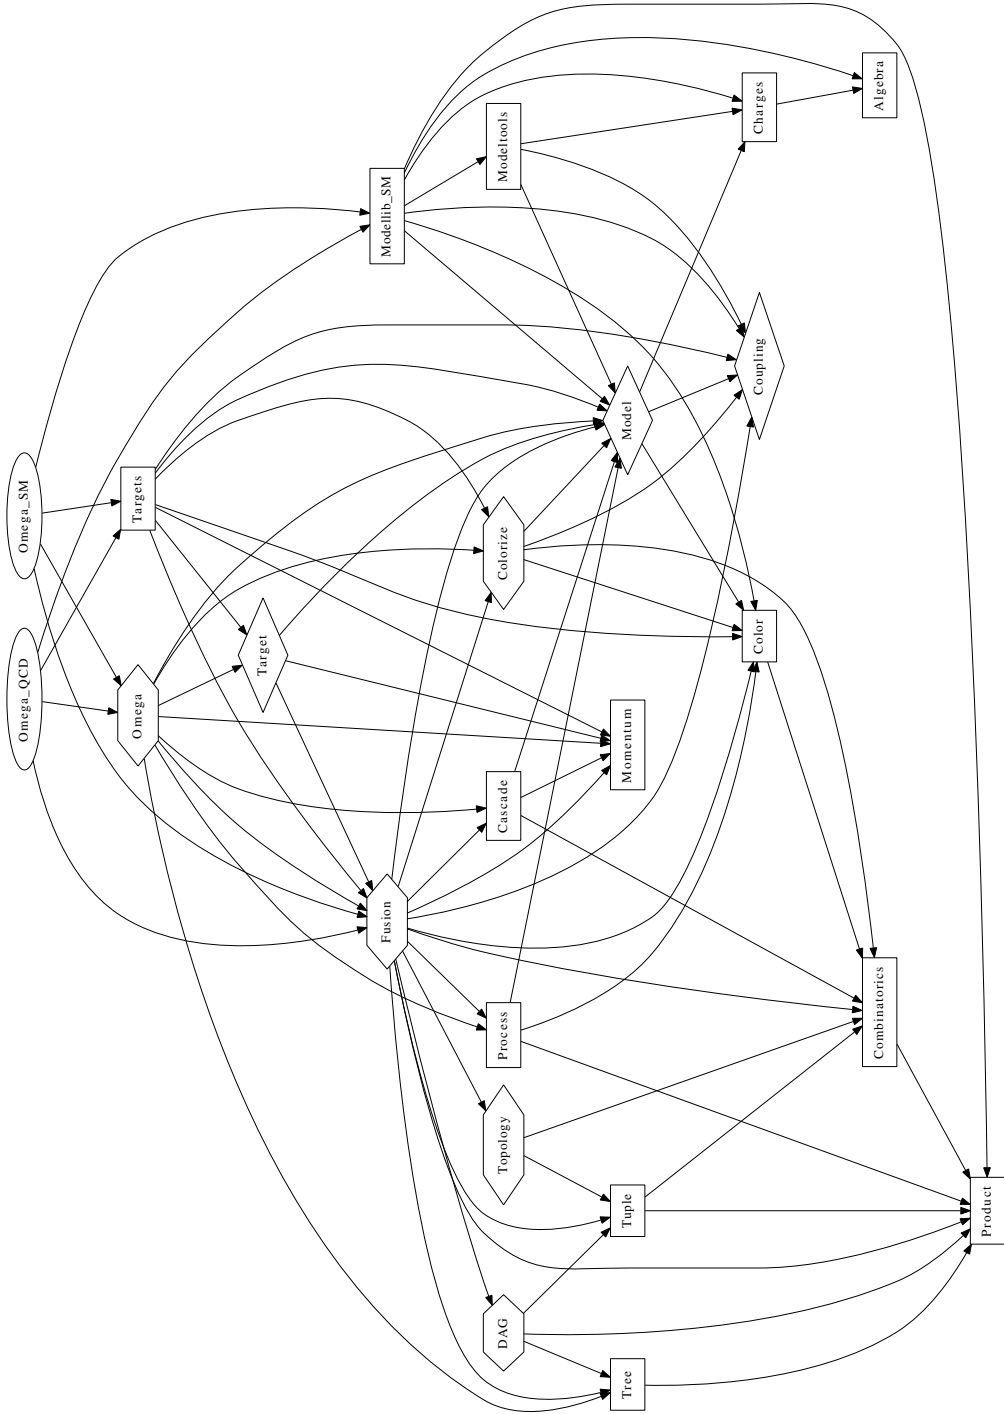 Omega_SM
Omega_QCD
Targets
Omega
Target
Modellib_SM
Fusion
Modeltools
Colorize
Cascade
Process
Topology
DAG
Model
Momentum
Tuple
Tree
Charges
Coupling
Color
Algebra
Combinatorics
Product